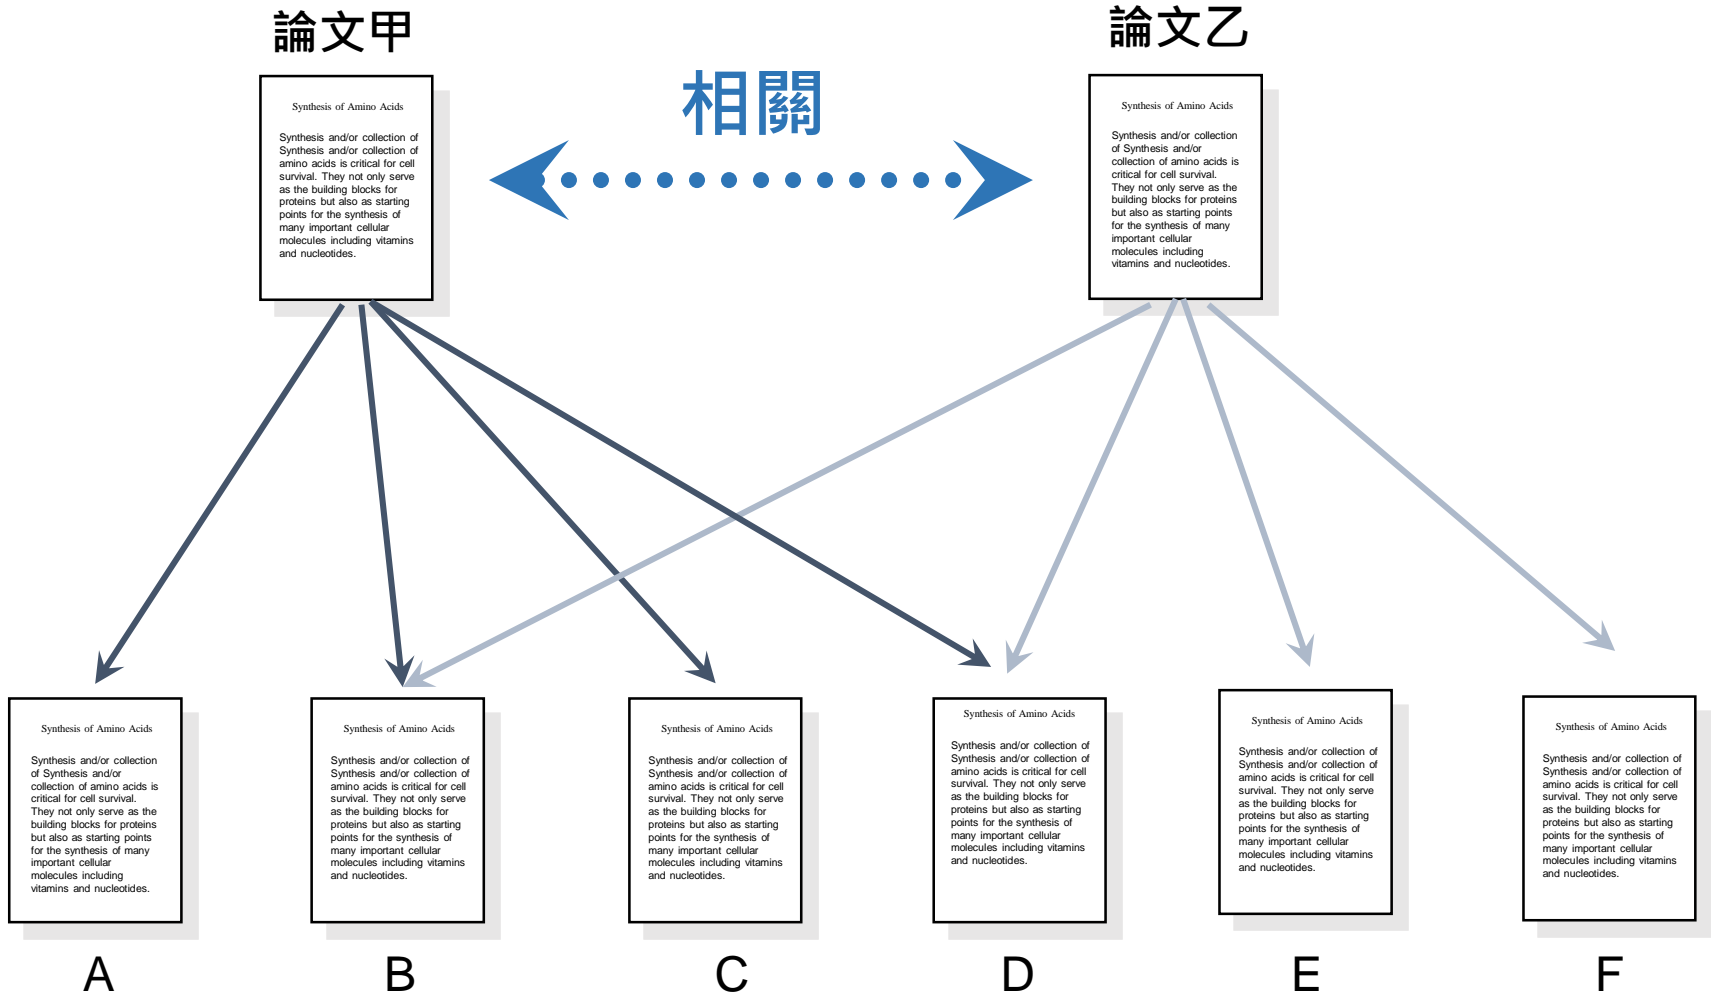 論文甲
論文乙
相關
Synthesis of Amino Acids
Synthesis and/or collection of
Synthesis and/or collection of
amino acids is critical for cell
survival. They not only serve
as the building blocks for
proteins but also as starting
points for the synthesis of
many important cellular
molecules including vitamins
and nucleotides.
Synthesis of Amino Acids
Synthesis and/or collection
of Synthesis and/or
collection of amino acids is
critical for cell survival.
They not only serve as the
building blocks for proteins
but also as starting points
for the synthesis of many
important cellular
molecules including
vitamins and nucleotides.
Synthesis of Amino Acids
Synthesis and/or collection
of Synthesis and/or
collection of amino acids is
critical for cell survival.
They not only serve as the
building blocks for proteins
but also as starting points
for the synthesis of many
important cellular
molecules including
vitamins and nucleotides.
A
Synthesis of Amino Acids
Synthesis and/or collection of
Synthesis and/or collection of
amino acids is critical for cell
survival. They not only serve
as the building blocks for
proteins but also as starting
points for the synthesis of
many important cellular
molecules including vitamins
and nucleotides.
B
Synthesis of Amino Acids
Synthesis and/or collection of
Synthesis and/or collection of
amino acids is critical for cell
survival. They not only serve
as the building blocks for
proteins but also as starting
points for the synthesis of
many important cellular
molecules including vitamins
and nucleotides.
C
Synthesis of Amino Acids
Synthesis and/or collection of
Synthesis and/or collection of
amino acids is critical for cell
survival. They not only serve
as the building blocks for
proteins but also as starting
points for the synthesis of
many important cellular
molecules including vitamins
and nucleotides.
D
Synthesis of Amino Acids
Synthesis and/or collection of
Synthesis and/or collection of
amino acids is critical for cell
survival. They not only serve
as the building blocks for
proteins but also as starting
points for the synthesis of
many important cellular
molecules including vitamins
and nucleotides.
E
Synthesis of Amino Acids
Synthesis and/or collection of
Synthesis and/or collection of
amino acids is critical for cell
survival. They not only serve
as the building blocks for
proteins but also as starting
points for the synthesis of
many important cellular
molecules including vitamins
and nucleotides.
F